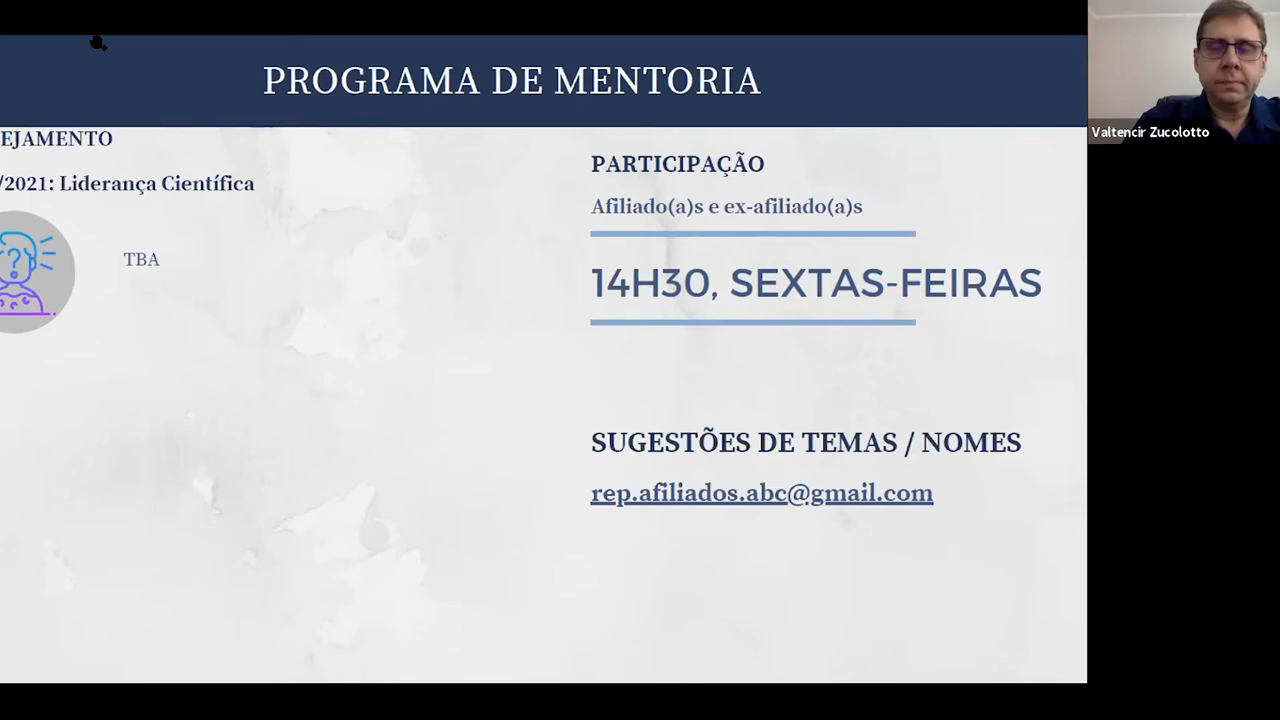 PROGRAMA DE MENTORIA
EJAMENTO
/2021: Liderança Científica
TBA
PARTICIPAÇÃO
Afiliado(a)s e ex-afiliado(a)s
14H30, SEXTAS-FEIRAS
SUGESTÕES DE TEMAS / NOMES
rep.afiliados.abc@gmail.com
Valtencir Zucolotto